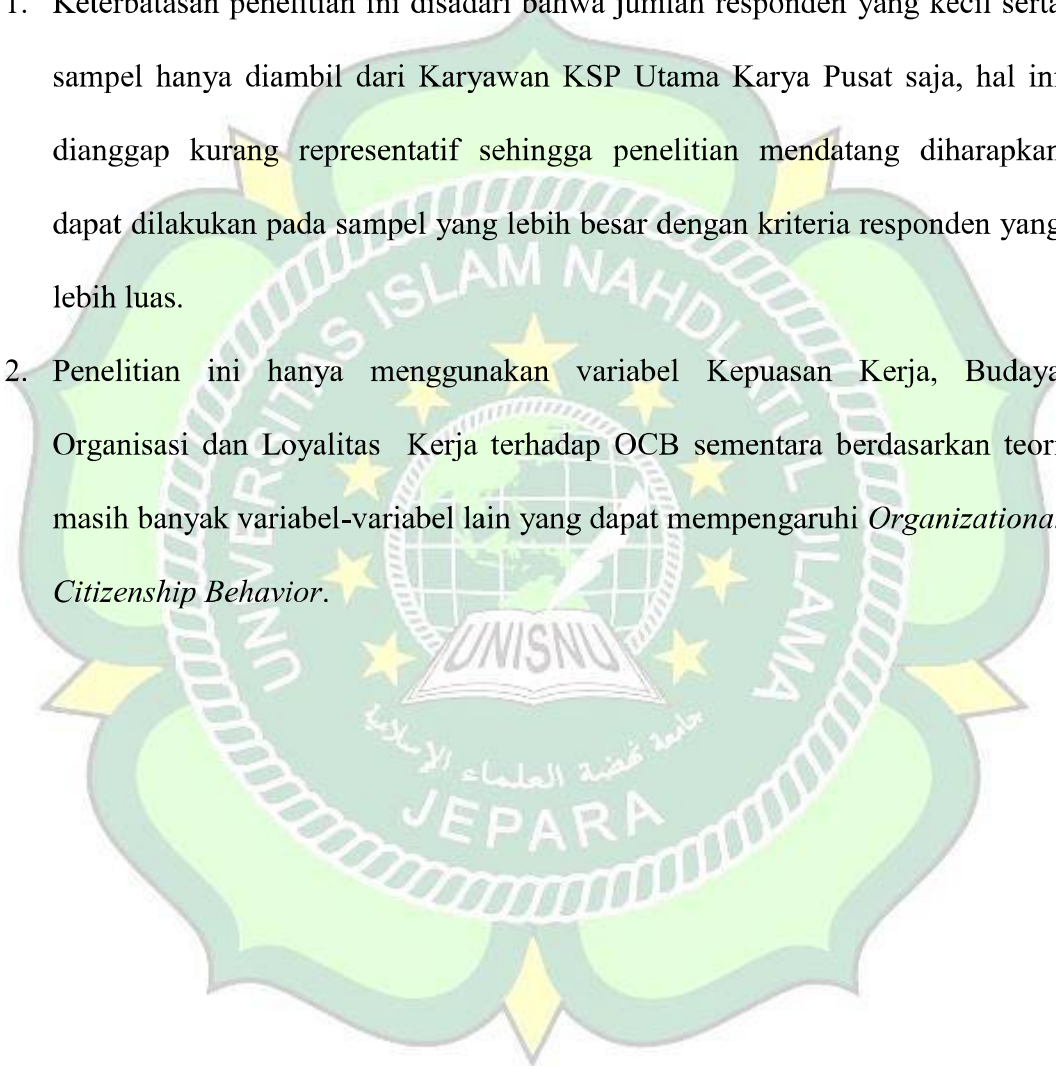 1. Keterbatasan penelitian ini disadari bahwa jumlah responden yang kecil serta
sampel hanya diambil dari Karyawan KSP Utama Karya Pusat saja, hal ini
dianggap kurang representatif sehingga penelitian mendatang diharapkan
dapat dilakukan pada sampel yang lebih besar dengan kriteria responden yang
lebih luas.
2. Penelitian ini hanya menggunakan variabel Kepuasan Kerja, Budaya
Organisasi dan Loyalitas Kerja terhadap OCB sementara berdasarkan teori
masih banyak variabel-variabel lain yang dapat mempengaruhi Organizational
Citizenship Behavior.
UNIVERSITAS ISLAM NAHDLATUL ULAMA
UNISNU
جامعة نهضة العلماء الإسلامية
JEPARA